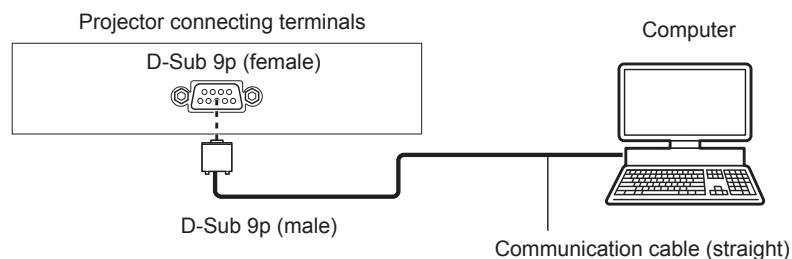 Projector connecting terminals
Computer
D-Sub 9p (female)
D-Sub 9p (male)
Communication cable (straight)